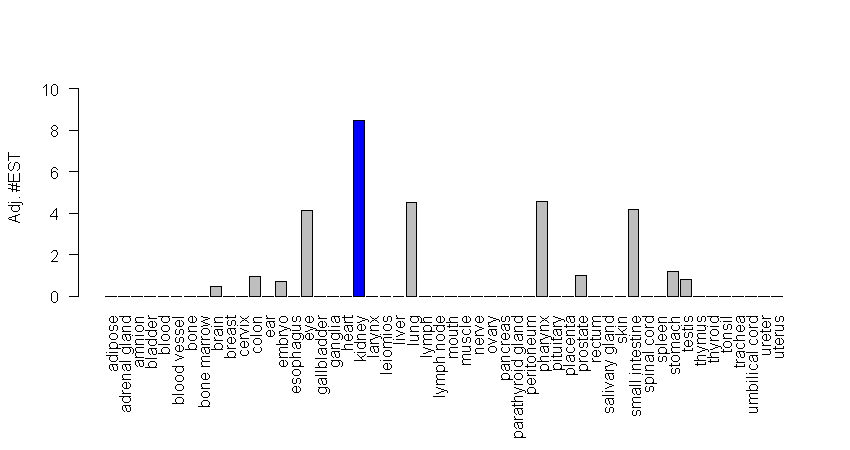 Adj. #EST
10
8
6
4
2
0
adipose
adrenal gland
amnion
bladder
blood
blood vessel
bone
bone marrow
brain
breast
cervix
colon
ear
embryo
esophagus
eye
gallbladder
ganglia
heart
kidney
larynx
leiomios
liver
lung
lymph
lymph node
mouth
muscle
nerve
ovary
pancreas
parathyroid gland
peritoneum
pharynx
pituitary
placenta
prostate
rectum
salivary gland
skin
small intestine
spinal cord
spleen
stomach
testis
thymus
thyroid
tonsil
trachea
umbilical cord
ureter
uterus